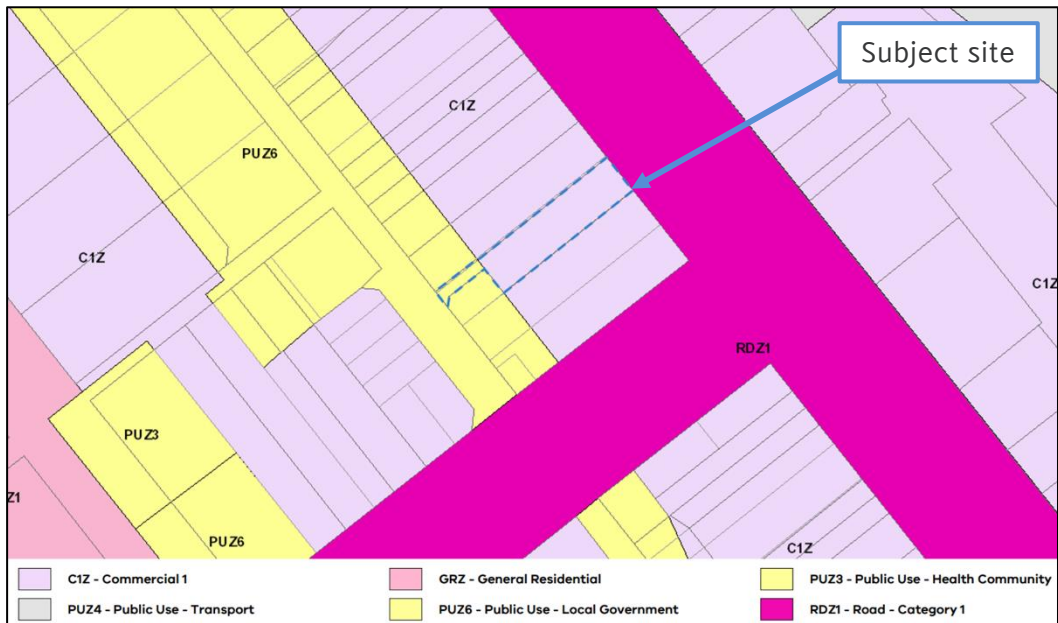 Subject site
C1Z
PUZ6
C1Z
C1Z
RDZ1
PUZ3
Z1
PUZ6
C1Z
C1Z - Commercial 1
GRZ - General Residential
PUZ3 - Public Use - Health Community
PUZ4 - Public Use - Transport
PUZ6 - Public Use - Local Government
RDZ1 - Road - Category 1